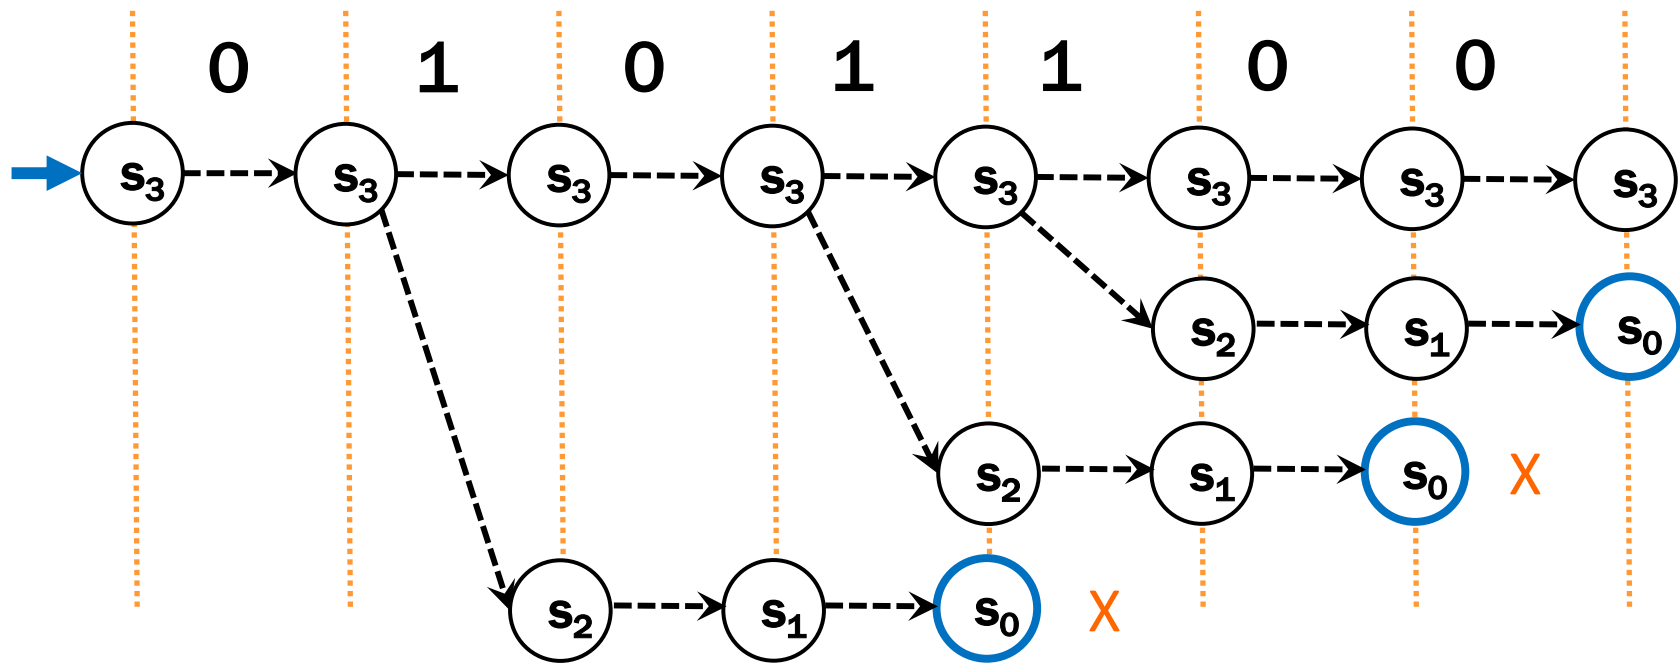 0 1 0 1 1 0 0
s₃ s₃ s₃ s₃ s₃ s₃ s₃ s₃
s₂ s₁ s₀
s₂ s₁ s₀ X
s₂ s₁ s₀ X